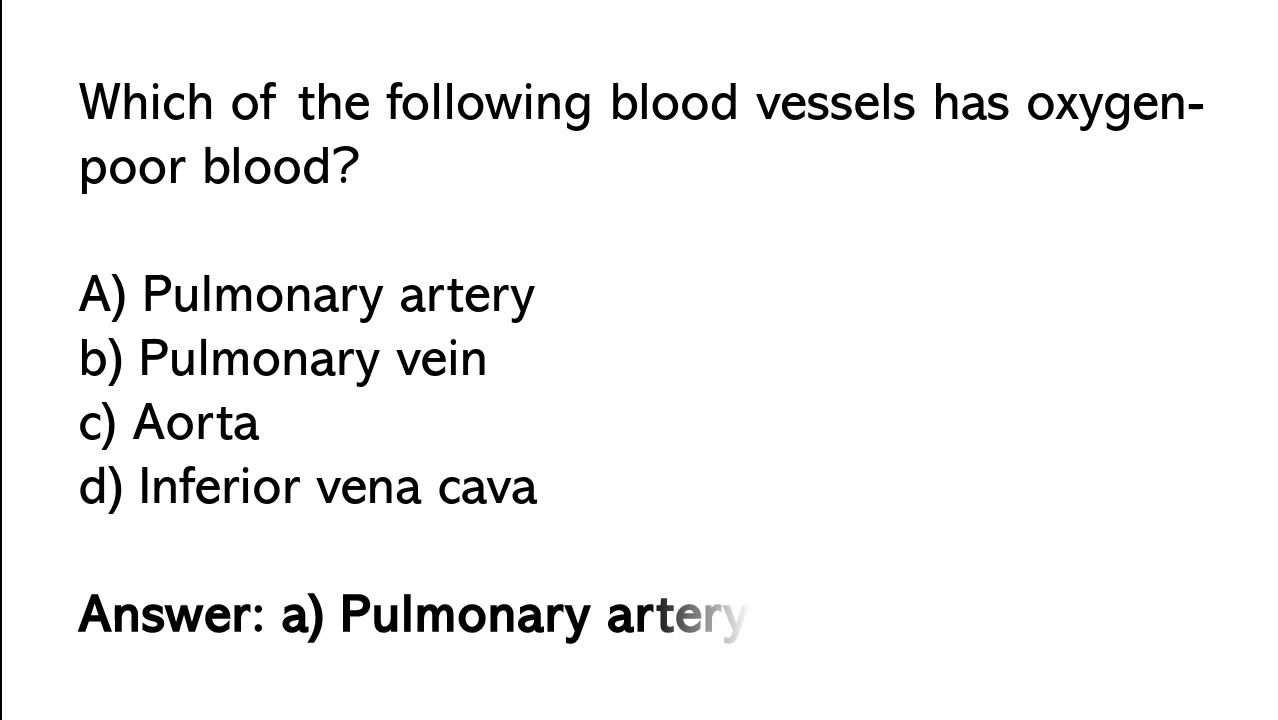 Which of the following blood vessels has oxygen-
poor blood?
A) Pulmonary artery
b) Pulmonary vein
c) Aorta
d) Inferior vena cava
Answer: a) Pulmonary artery